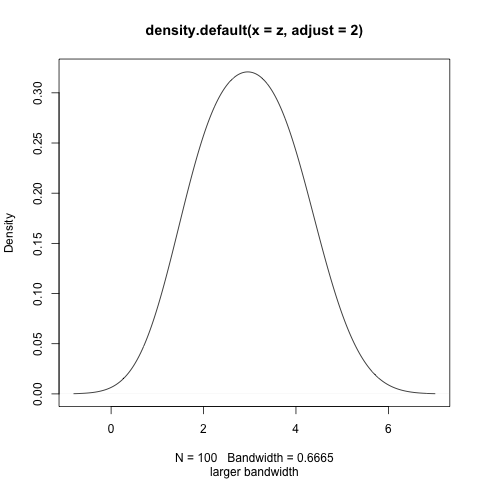 density.default(x = z, adjust = 2)
Density
0.30
0.25
0.20
0.15
0.10
0.05
0.00
0 2 4 6
N = 100 Bandwidth = 0.6665
larger bandwidth